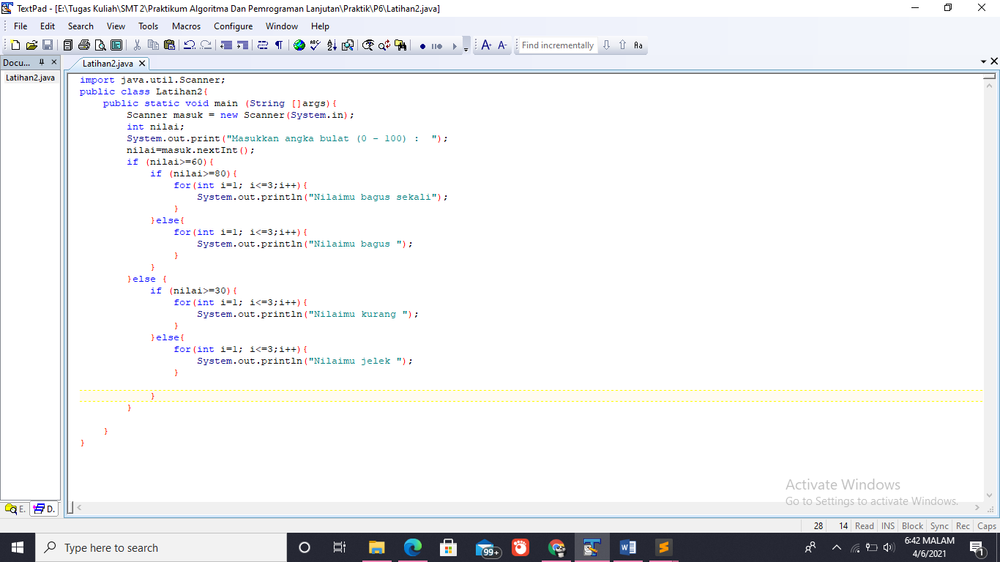 TextPad - [E:\Tugas Kuliah\SMT 2\Praktikum Algoritma Dan Pemrograman Lanjutan\Praktik\P6\Latihan2.java]
File Edit Search View Tools Macros Configure Window Help
Find incrementally
Docu...
Latihan2.java
Latihan2.java
import java.util.Scanner;
public class Latihan2{
    public static void main (String []args){
        Scanner masuk = new Scanner(System.in);
        int nilai;
        System.out.print("Masukkan angka bulat (0 - 100) :  ");
        nilai=masuk.nextInt();
        if (nilai>=60){
            if (nilai>=80){
                for(int i=1; i<=3;i++){
                    System.out.println("Nilaimu bagus sekali");
                }
            }else{
                for(int i=1; i<=3;i++){
                    System.out.println("Nilaimu bagus ");
                }
            }
        }else {
            if (nilai>=30){
                for(int i=1; i<=3;i++){
                    System.out.println("Nilaimu kurang ");
                }
            }else{
                for(int i=1; i<=3;i++){
                    System.out.println("Nilaimu jelek ");
                }

            }
        }

    }
}
Activate Windows
Go to Settings to activate Windows.
E. D.
28 14 Read INS Block Sync Rec Caps
Type here to search
99+
6:42 MALAM
4/6/2021
1